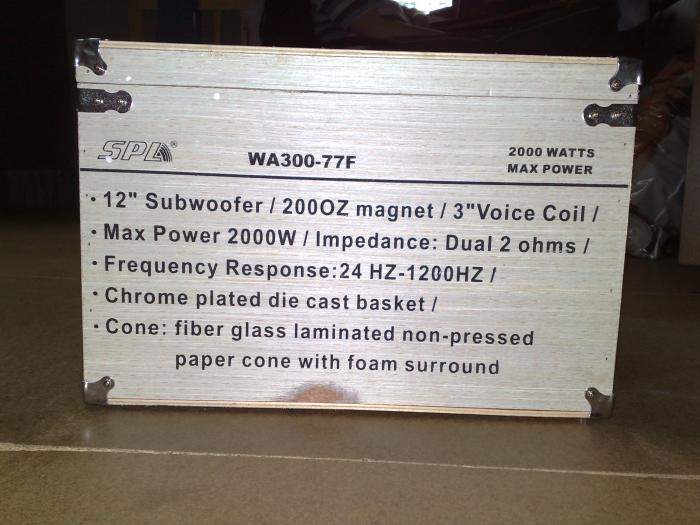 SPL®
WA300-77F
2000 WATTS
MAX POWER
· 12" Subwoofer / 200OZ magnet / 3"Voice Coil /
· Max Power 2000W / Impedance: Dual 2 ohms /
· Frequency Response:24 HZ-1200HZ /
· Chrome plated die cast basket /
· Cone: fiber glass laminated non-pressed
paper cone with foam surround